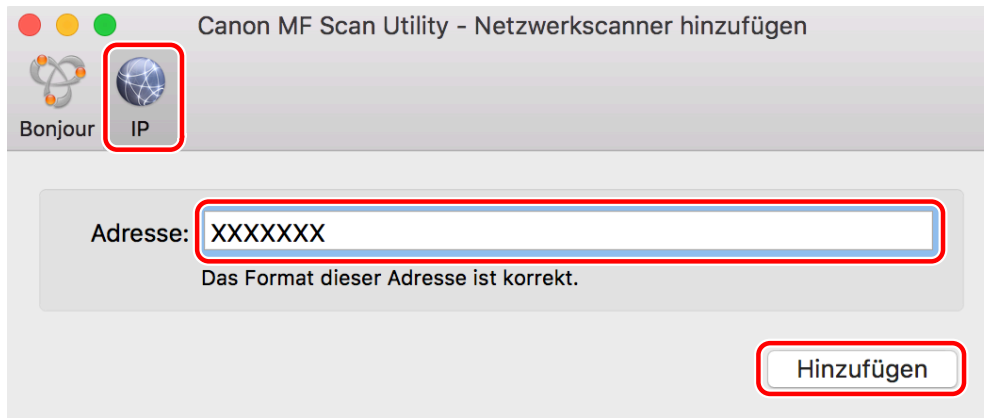 Canon MF Scan Utility - Netzwerkscanner hinzufügen
Bonjour IP
Adresse: XXXXXXX
Das Format dieser Adresse ist korrekt.
Hinzufügen